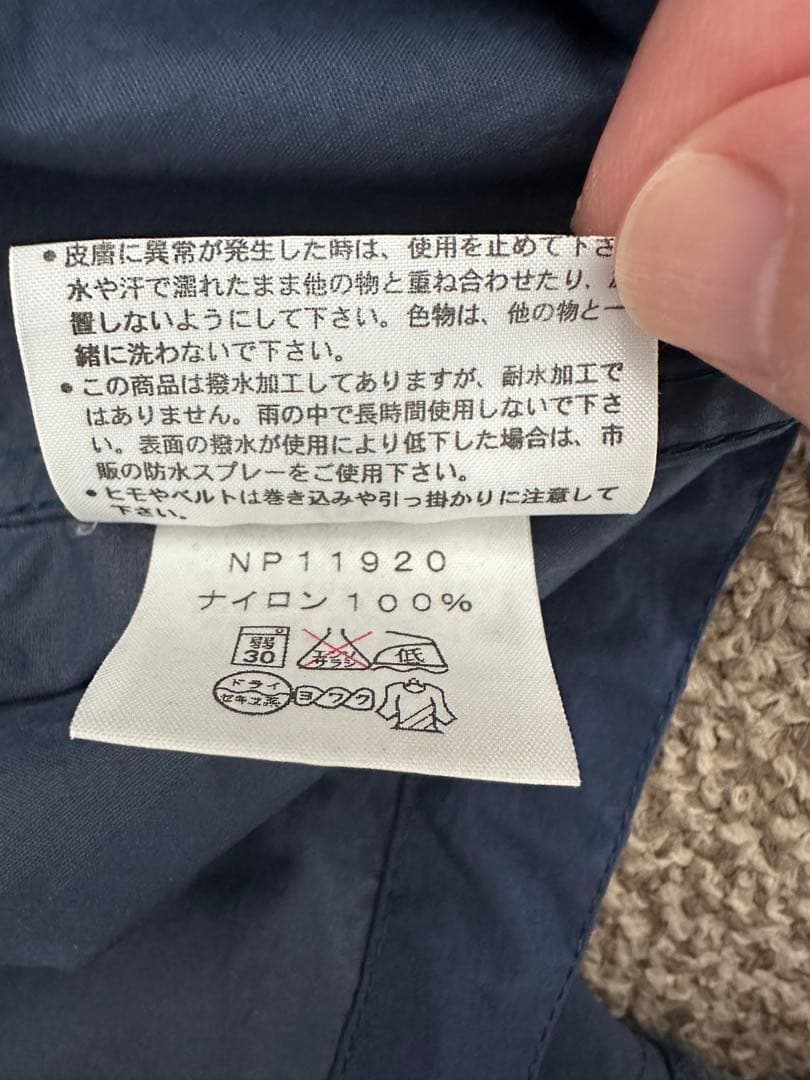 •皮膚に異常が発生した時は、使用を止めて下さ
水や汗で濡れたまま他の物と重ね合わせたり、
置しないようにして下さい。色物は、他の物と一
緒に洗わないで下さい。
•この商品は撥水加工してありますが、耐水加工で
はありません。雨の中で長時間使用しないで下さ
い。表面の撥水が使用により低下した場合は、市
販の防水スプレーをご使用下さい。
•ヒモやベルトは巻き込みや引っ掛かりに注意して
下さい。
NP11920
ナイロン100%
弱 30 エンソ サラシ 低
ドライ セキユ系 ヨワク